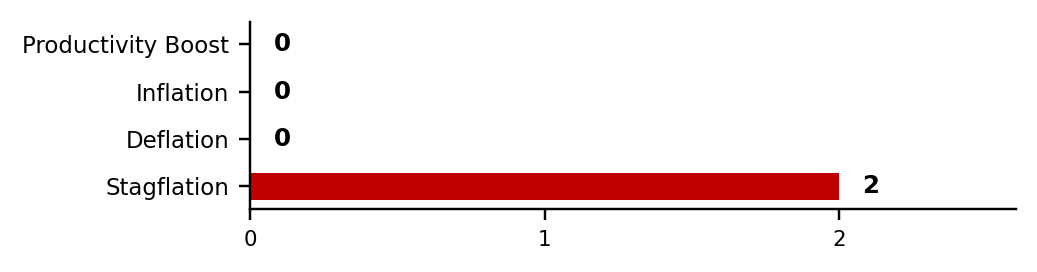 Productivity Boost 0
Inflation 0
Deflation 0
Stagflation 2
0 1 2